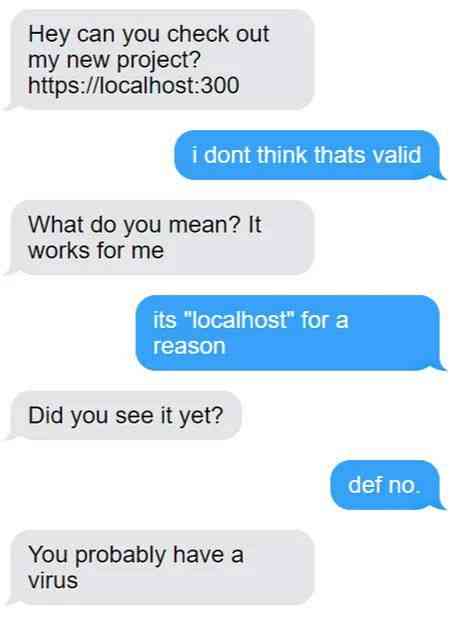 Hey can you check out
my new project?
https://localhost:300
i dont think thats valid
What do you mean? It
works for me
its "localhost" for a
reason
Did you see it yet?
def no.
You probably have a
virus